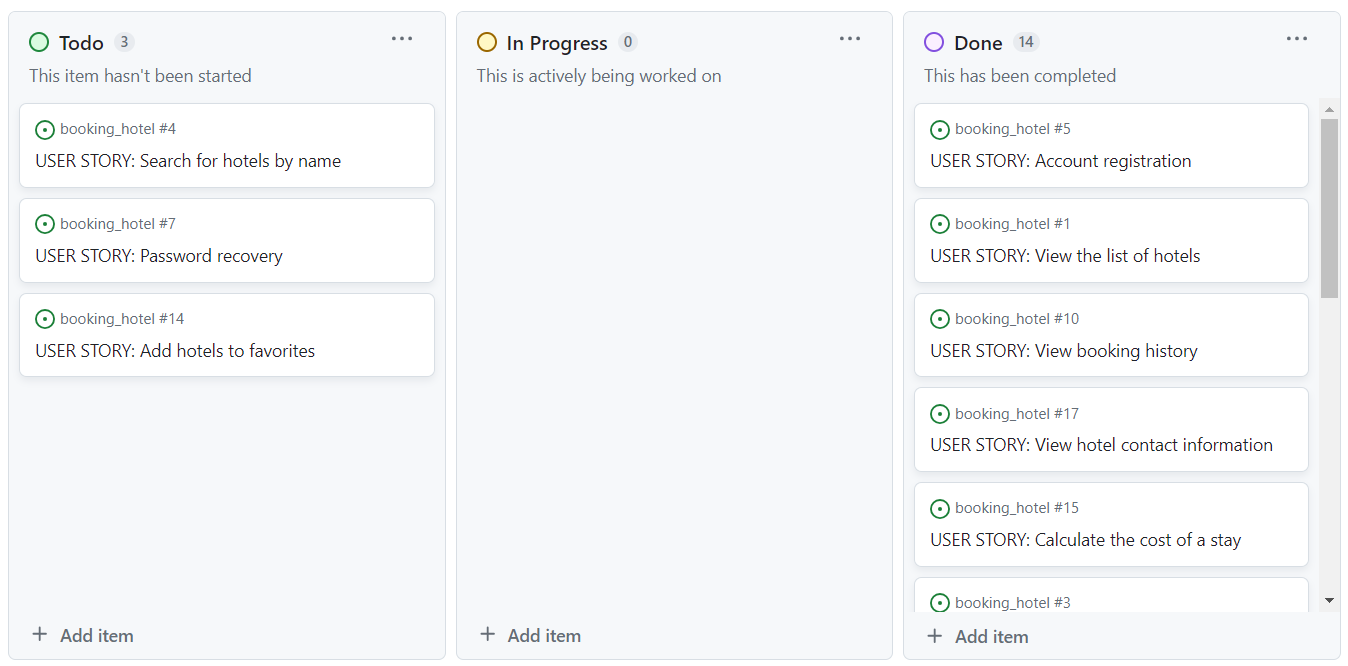 Todo 3
This item hasn't been started
booking_hotel #4
USER STORY: Search for hotels by name
booking_hotel #7
USER STORY: Password recovery
booking_hotel #14
USER STORY: Add hotels to favorites
Add item
In Progress 0
This is actively being worked on
Add item
Done 14
This has been completed
booking_hotel #5
USER STORY: Account registration
booking_hotel #1
USER STORY: View the list of hotels
booking_hotel #10
USER STORY: View booking history
booking_hotel #17
USER STORY: View hotel contact information
booking_hotel #15
USER STORY: Calculate the cost of a stay
booking_hotel #3
Add item